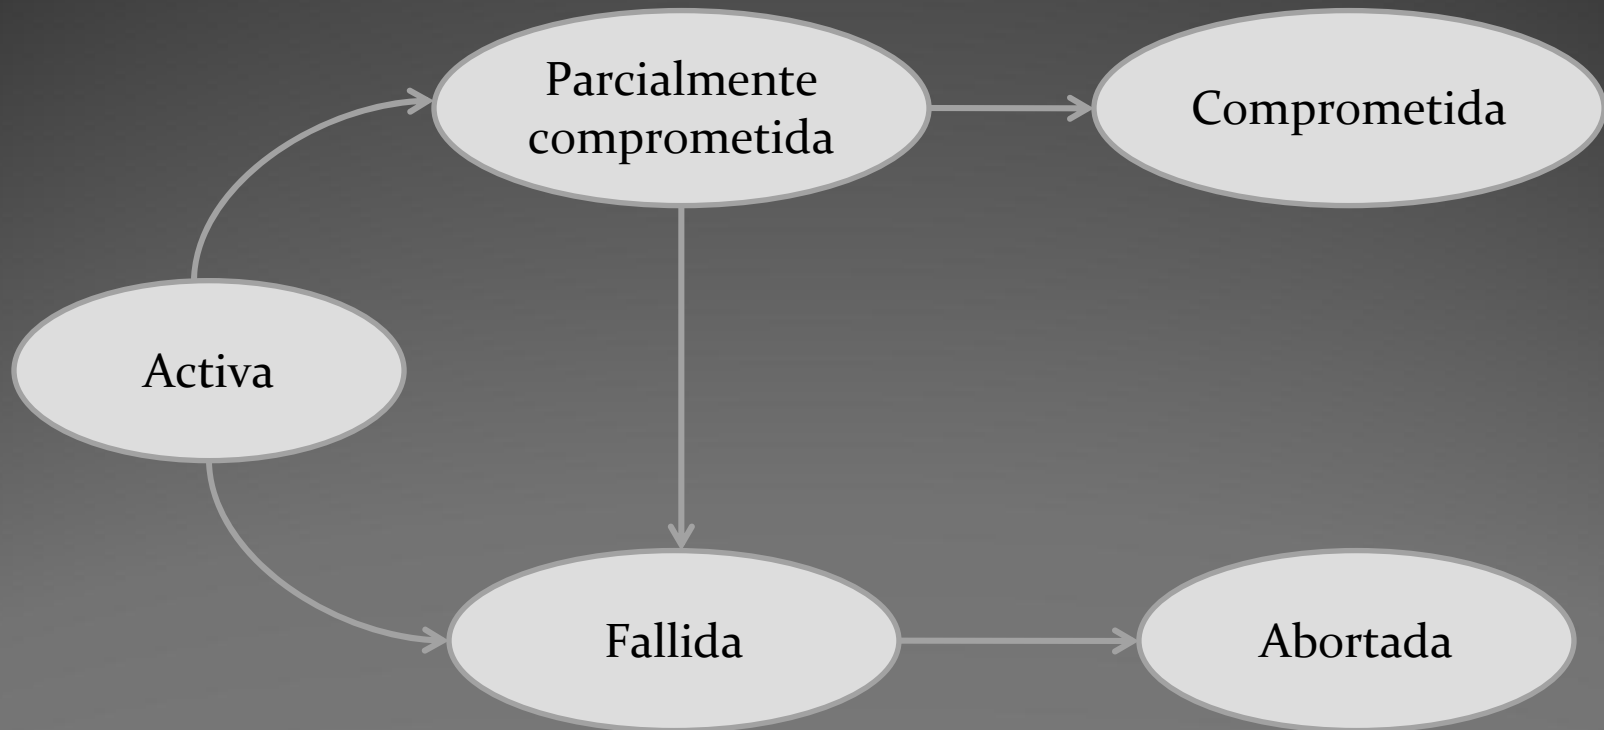 Parcialmente
comprometida
Comprometida
Activa
Fallida
Abortada